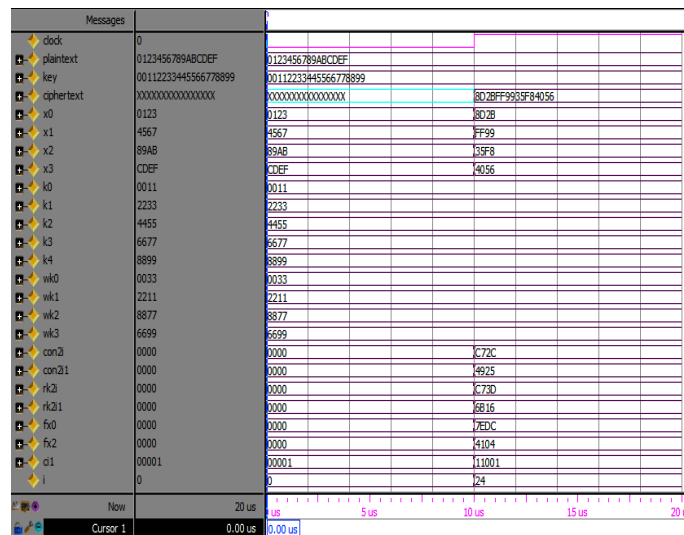 Messages
clock 0
plaintext 0123456789ABCDEF 0123456789ABCDEF
key 00112233445566778899 00112233445566778899
ciphertext XXXXXXXXXXXXXXXX XXXXXXXXXXXXXXXX 8D2BFF9935F84056
x0 0123 0123 8D2B
x1 4567 4567 FF99
x2 89AB 89AB 35F8
x3 CDEF CDEF 4056
k0 0011 0011
k1 2233 2233
k2 4455 4455
k3 6677 6677
k4 8899 8899
wk0 0033 0033
wk1 2211 2211
wk2 8877 8877
wk3 6699 6699
con2i 0000 0000 C72C
con2i1 0000 0000 4925
rk2i 0000 0000 C73D
rk2i1 0000 0000 6B16
fx0 0000 0000 7EDC
fx2 0000 0000 4104
ci1 00001 00001 11001
i 0 0 24
Now 20 us us 5 us 10 us 15 us 20
Cursor 1 0.00 us 0.00 us